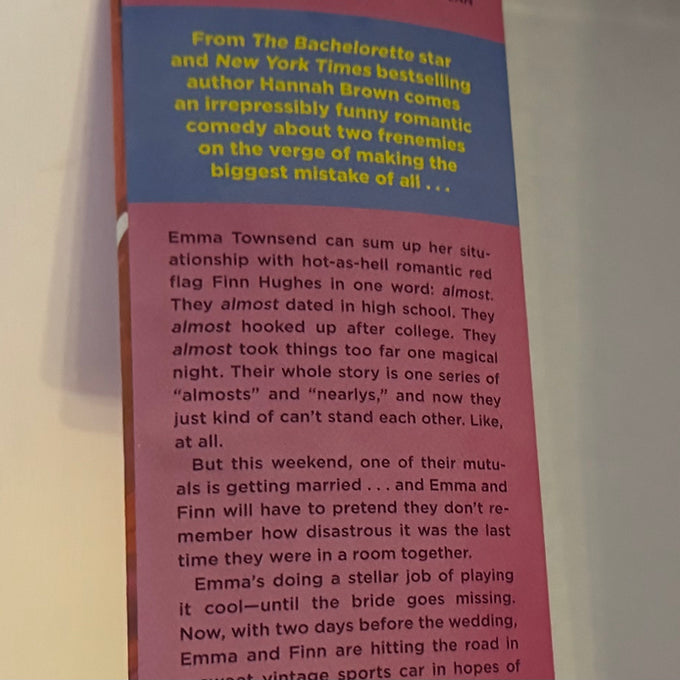 From The Bachelorette star
and New York Times bestselling
author Hannah Brown comes
an irrepressibly funny romantic
comedy about two frenemies
on the verge of making the
biggest mistake of all . . .
Emma Townsend can sum up her situ-
ationship with hot-as-hell romantic red
flag Finn Hughes in one word: almost.
They almost dated in high school. They
almost hooked up after college. They
almost took things too far one magical
night. Their whole story is one series of
“almosts” and “nearlys,” and now they
just kind of can’t stand each other. Like,
at all.
But this weekend, one of their mutu-
als is getting married . . . and Emma and
Finn will have to pretend they don’t re-
member how disastrous it was the last
time they were in a room together.
Emma’s doing a stellar job of playing
it cool—until the bride goes missing.
Now, with two days before the wedding,
Emma and Finn are hitting the road in
vintage sports car in hopes of